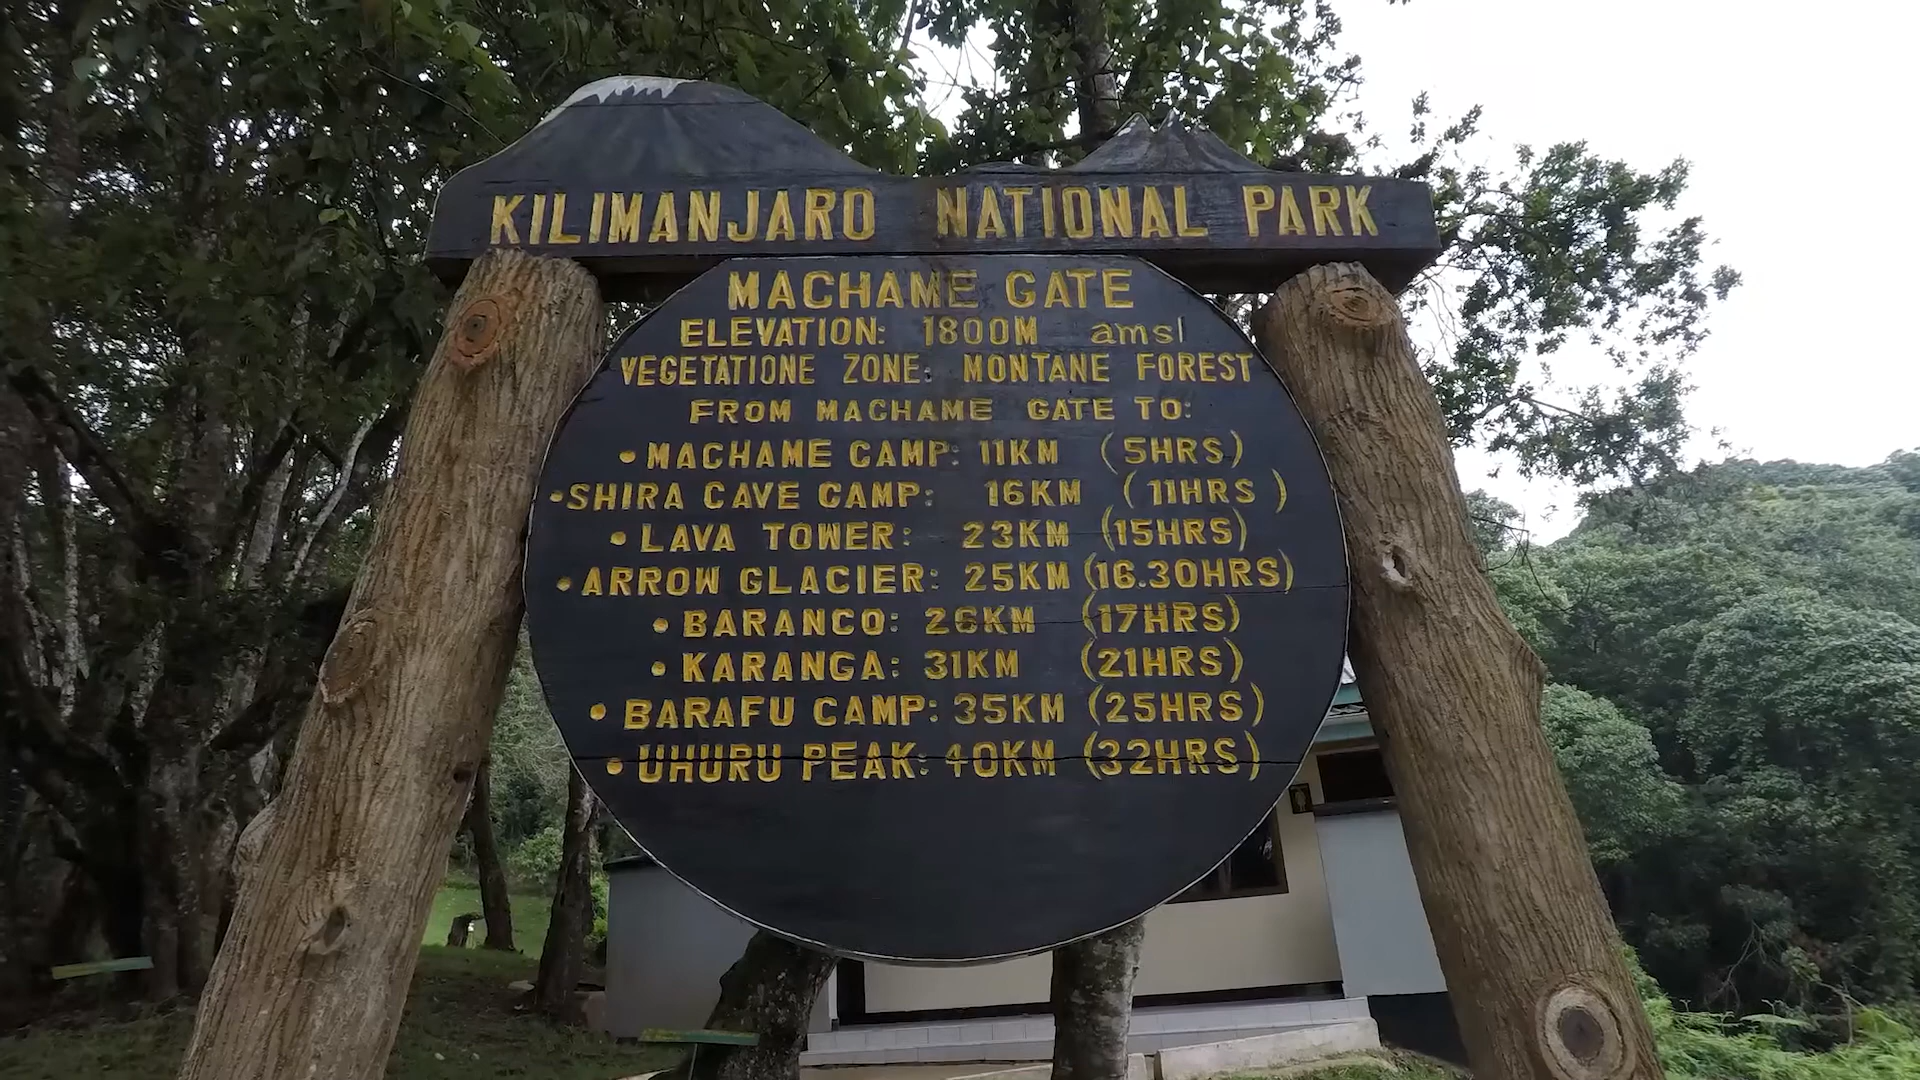 KILIMANJARO NATIONAL PARK
MACHAME GATE
ELEVATION: 1800M amsl
VEGETATIONE ZONE: MONTANE FOREST
FROM MACHAME GATE TO:
• MACHAME CAMP: 11KM (5HRS)
• SHIRA CAVE CAMP: 16KM (11HRS)
• LAVA TOWER: 23KM (15HRS)
• ARROW GLACIER: 25KM (16.30HRS)
• BARANCO: 26KM (17HRS)
• KARANGA: 31KM (21HRS)
• BARAFU CAMP: 35KM (25HRS)
• UHURU PEAK: 40KM (32HRS)